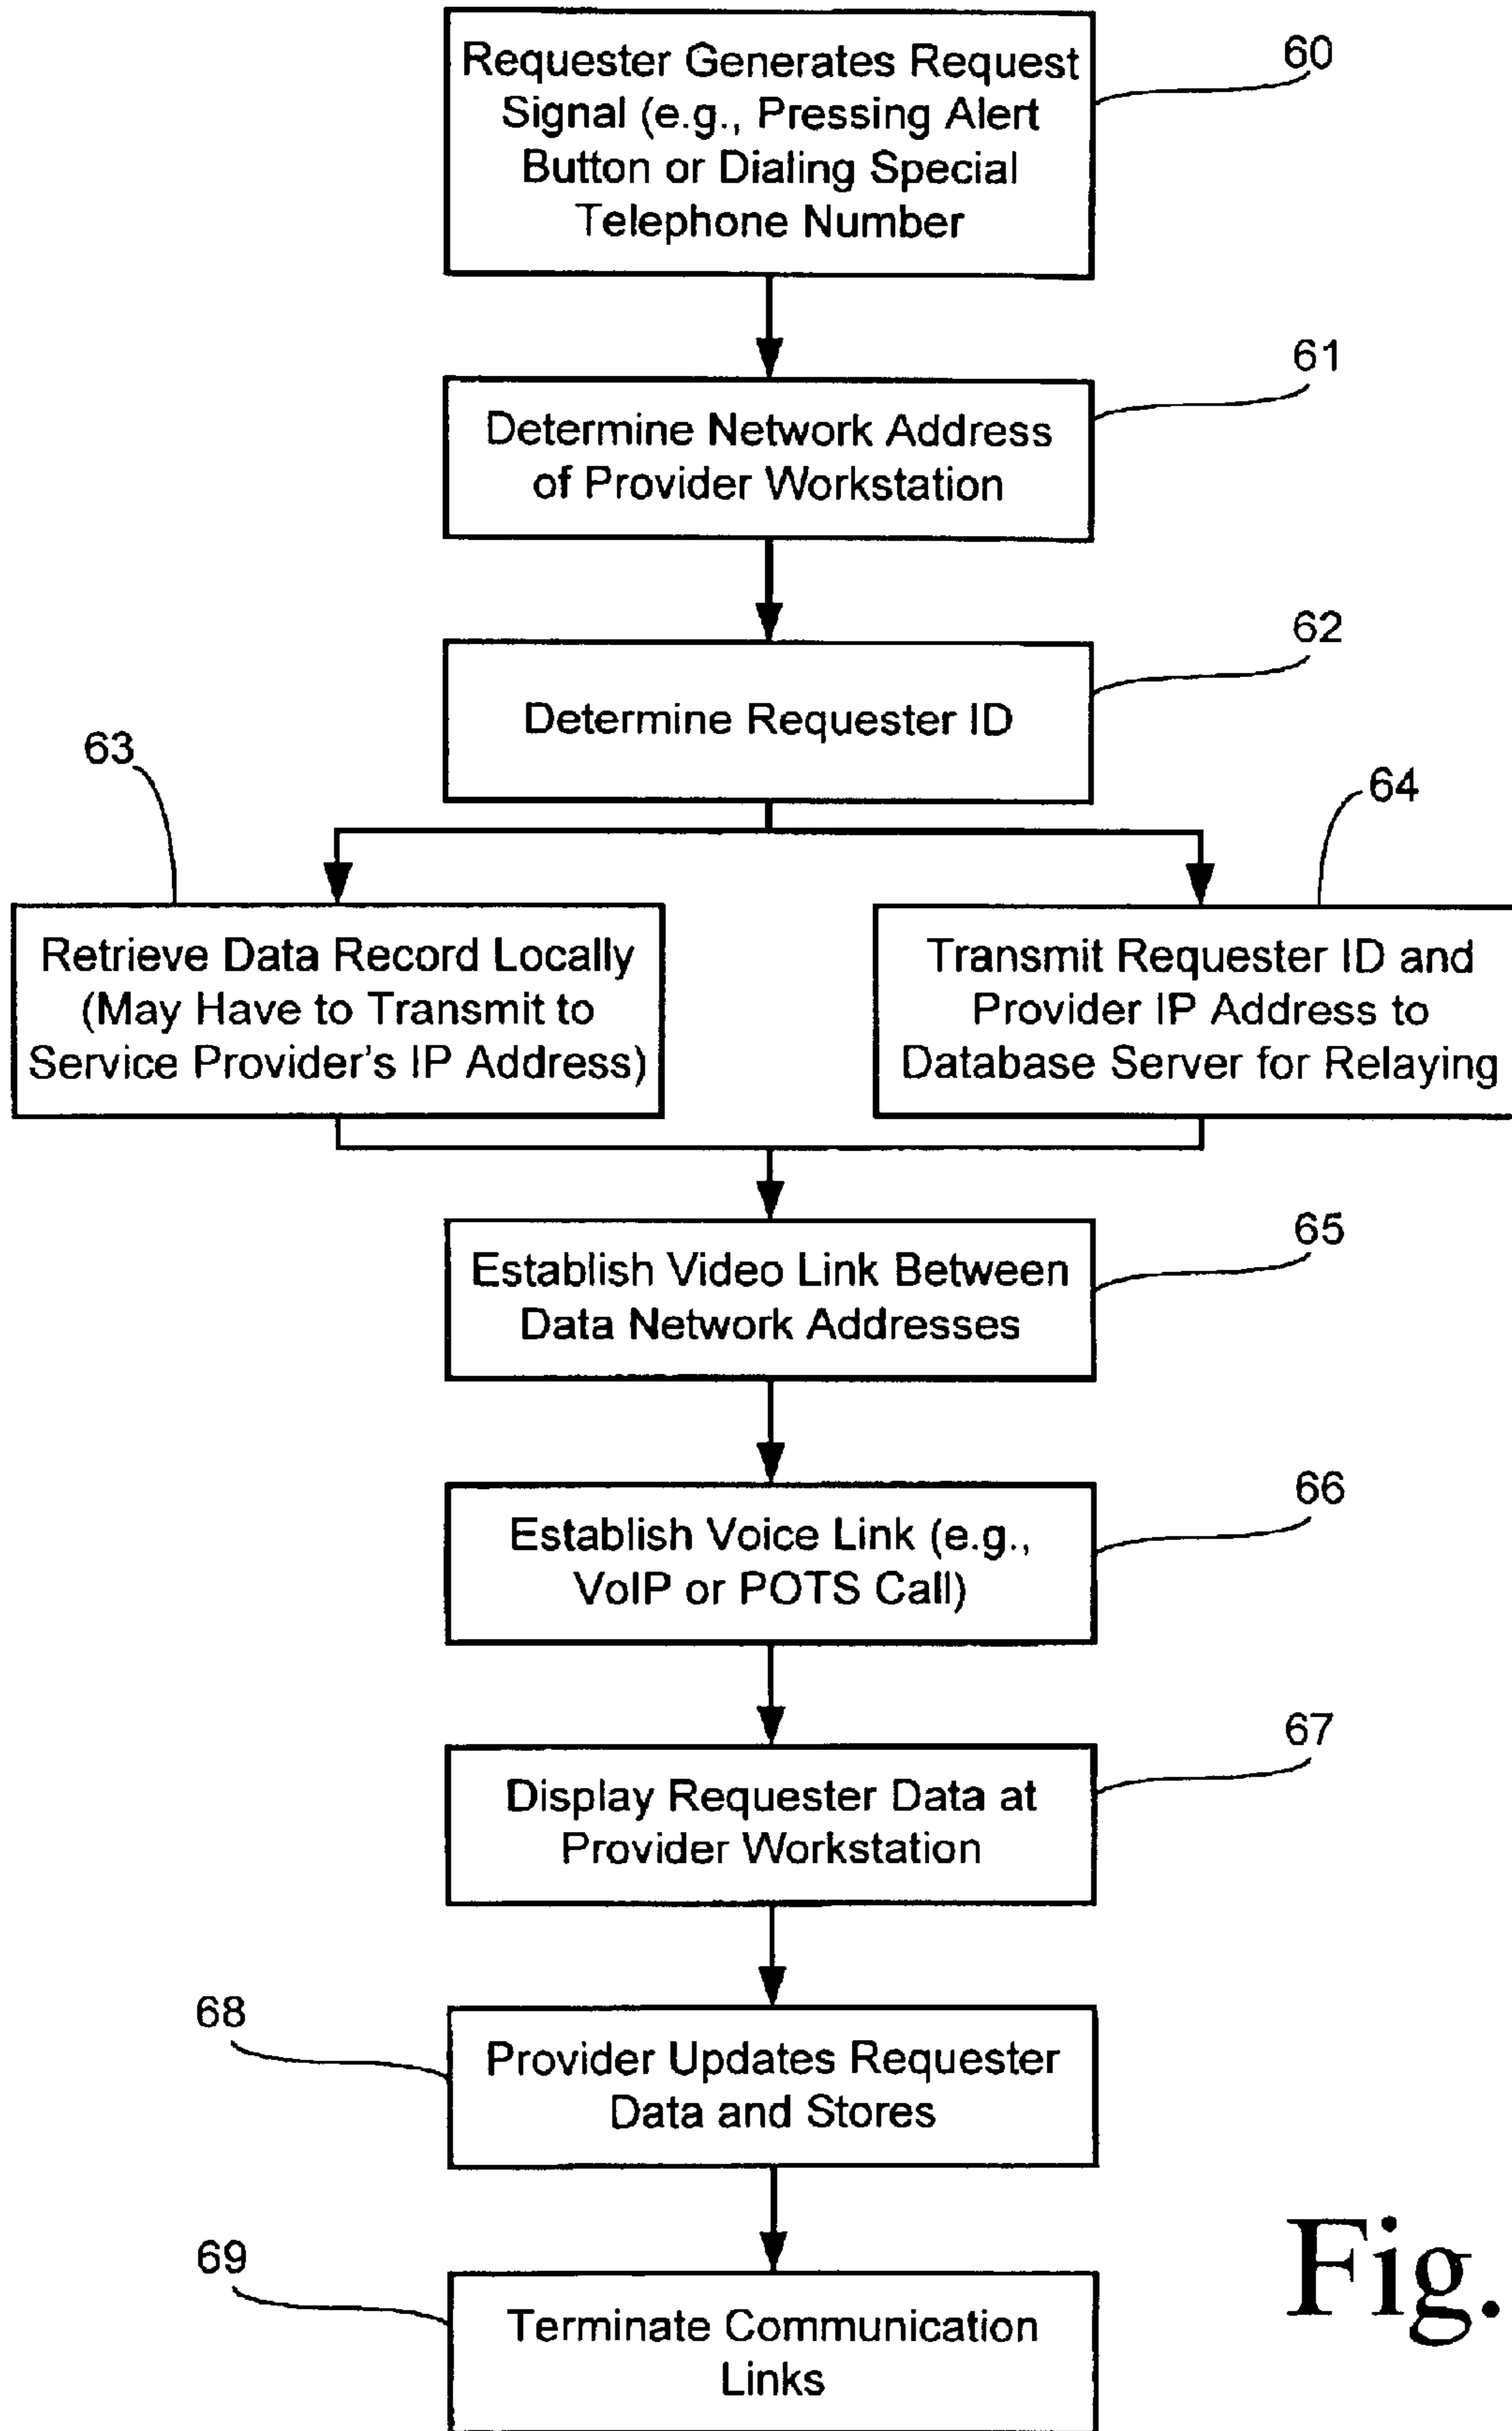 Requester Generates Request
Signal (e.g., Pressing Alert
Button or Dialing Special
Telephone Number
60
Determine Network Address
of Provider Workstation
61
Determine Requester ID
62
63
64
Retrieve Data Record Locally
(May Have to Transmit to
Service Provider's IP Address)
Transmit Requester ID and
Provider IP Address to
Database Server for Relaying
Establish Video Link Between
Data Network Addresses
65
Establish Voice Link (e.g.,
VoIP or POTS Call)
66
Display Requester Data at
Provider Workstation
67
68
Provider Updates Requester
Data and Stores
69
Terminate Communication
Links
Fig.